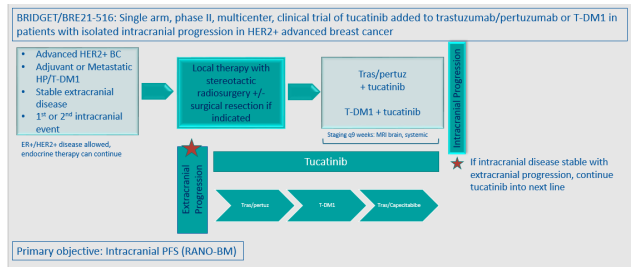 BRIDGET/BRE21-516: Single arm, phase II, multicenter, clinical trial of tucatinib added to trastuzumab/pertuzumab or T-DM1 in
patients with isolated intracranial progression in HER2+ advanced breast cancer
• Advanced HER2+ BC
• Adjuvant or Metastatic
HP/T-DM1
• Stable extracranial
disease
• 1st or 2nd intracranial
event
ER+/HER2+ disease allowed,
endocrine therapy can continue
Local therapy with
stereotactic
radiosurgery +/-
surgical resection if
indicated
Tras/pertuz
+ tucatinib
T-DM1 + tucatinib
Staging q9 weeks: MRI brain, systemic
Intracranial Progression
If intracranial disease stable with
extracranial progression, continue
tucatinib into next line
Extracranial
Progression
Tucatinib
Tras/pertuz
T-DM1
Tras/Capecitabibe
Primary objective: Intracranial PFS (RANO-BM)